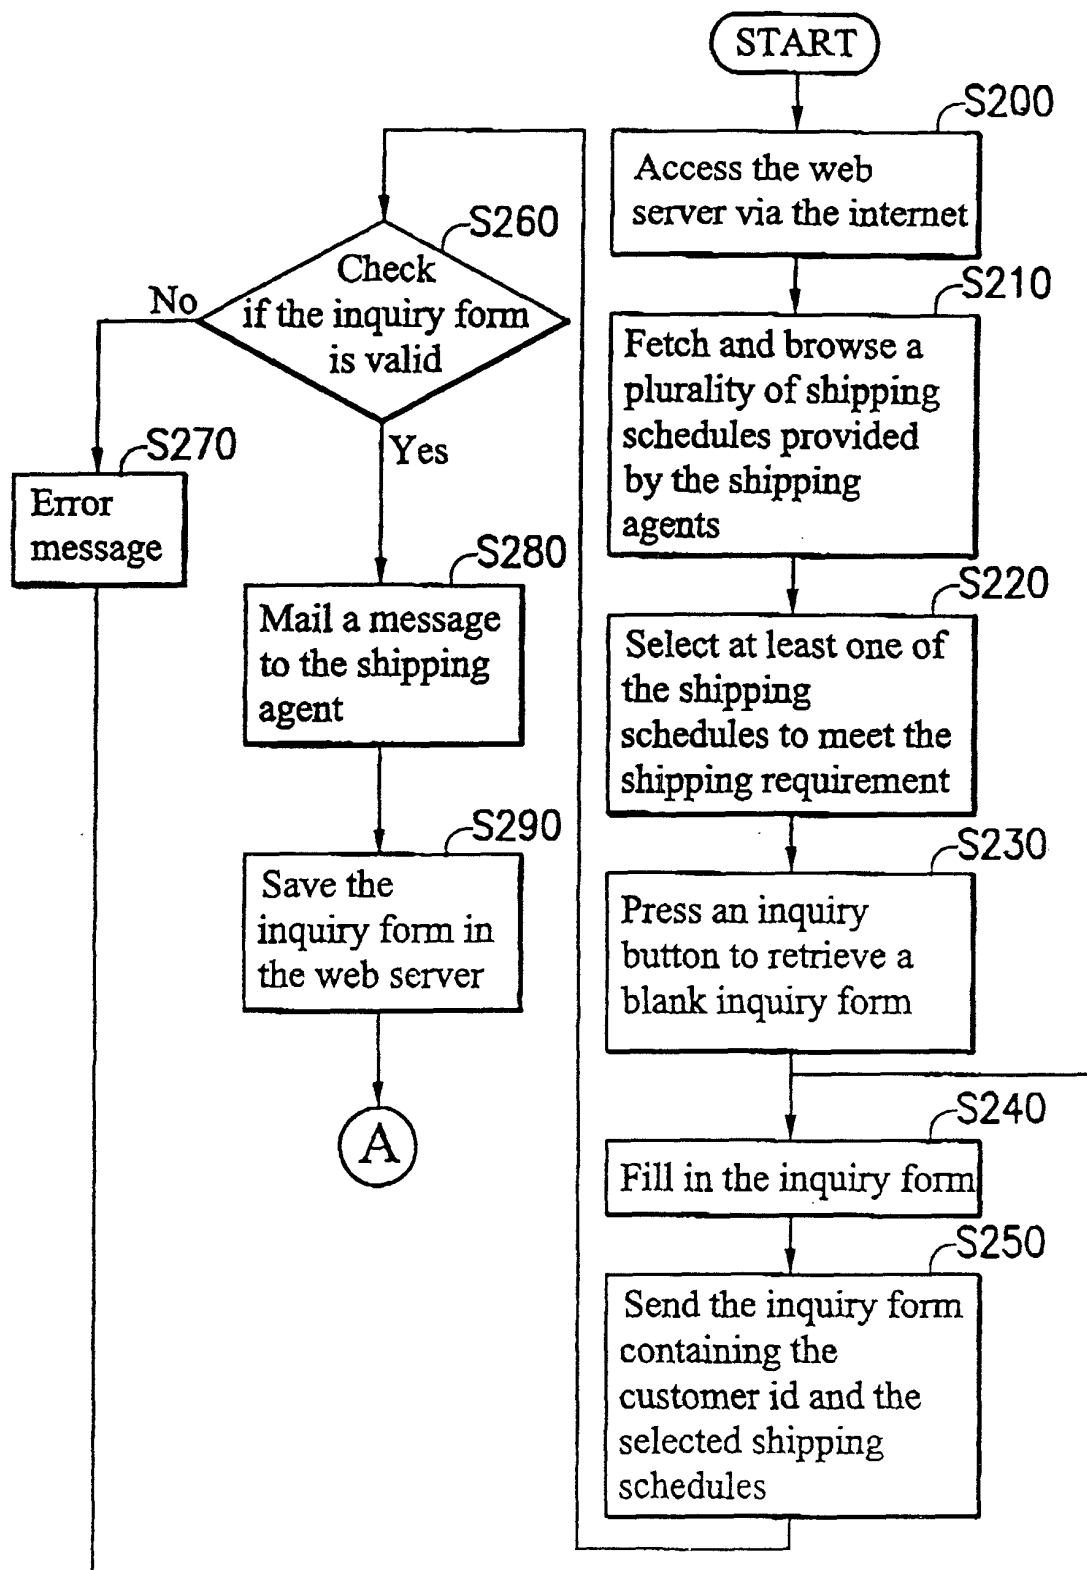 START
S200
Access the web
server via the internet
S210
Fetch and browse a
plurality of shipping
schedules provided
by the shipping
agents
S220
Select at least one of
the shipping
schedules to meet the
shipping requirement
S230
Press an inquiry
button to retrieve a
blank inquiry form
S240
Fill in the inquiry form
S250
Send the inquiry form
containing the
customer id and the
selected shipping
schedules
S260
Check
if the inquiry form
is valid
No
Yes
S270
Error
message
S280
Mail a message
to the shipping
agent
S290
Save the
inquiry form in
the web server
A